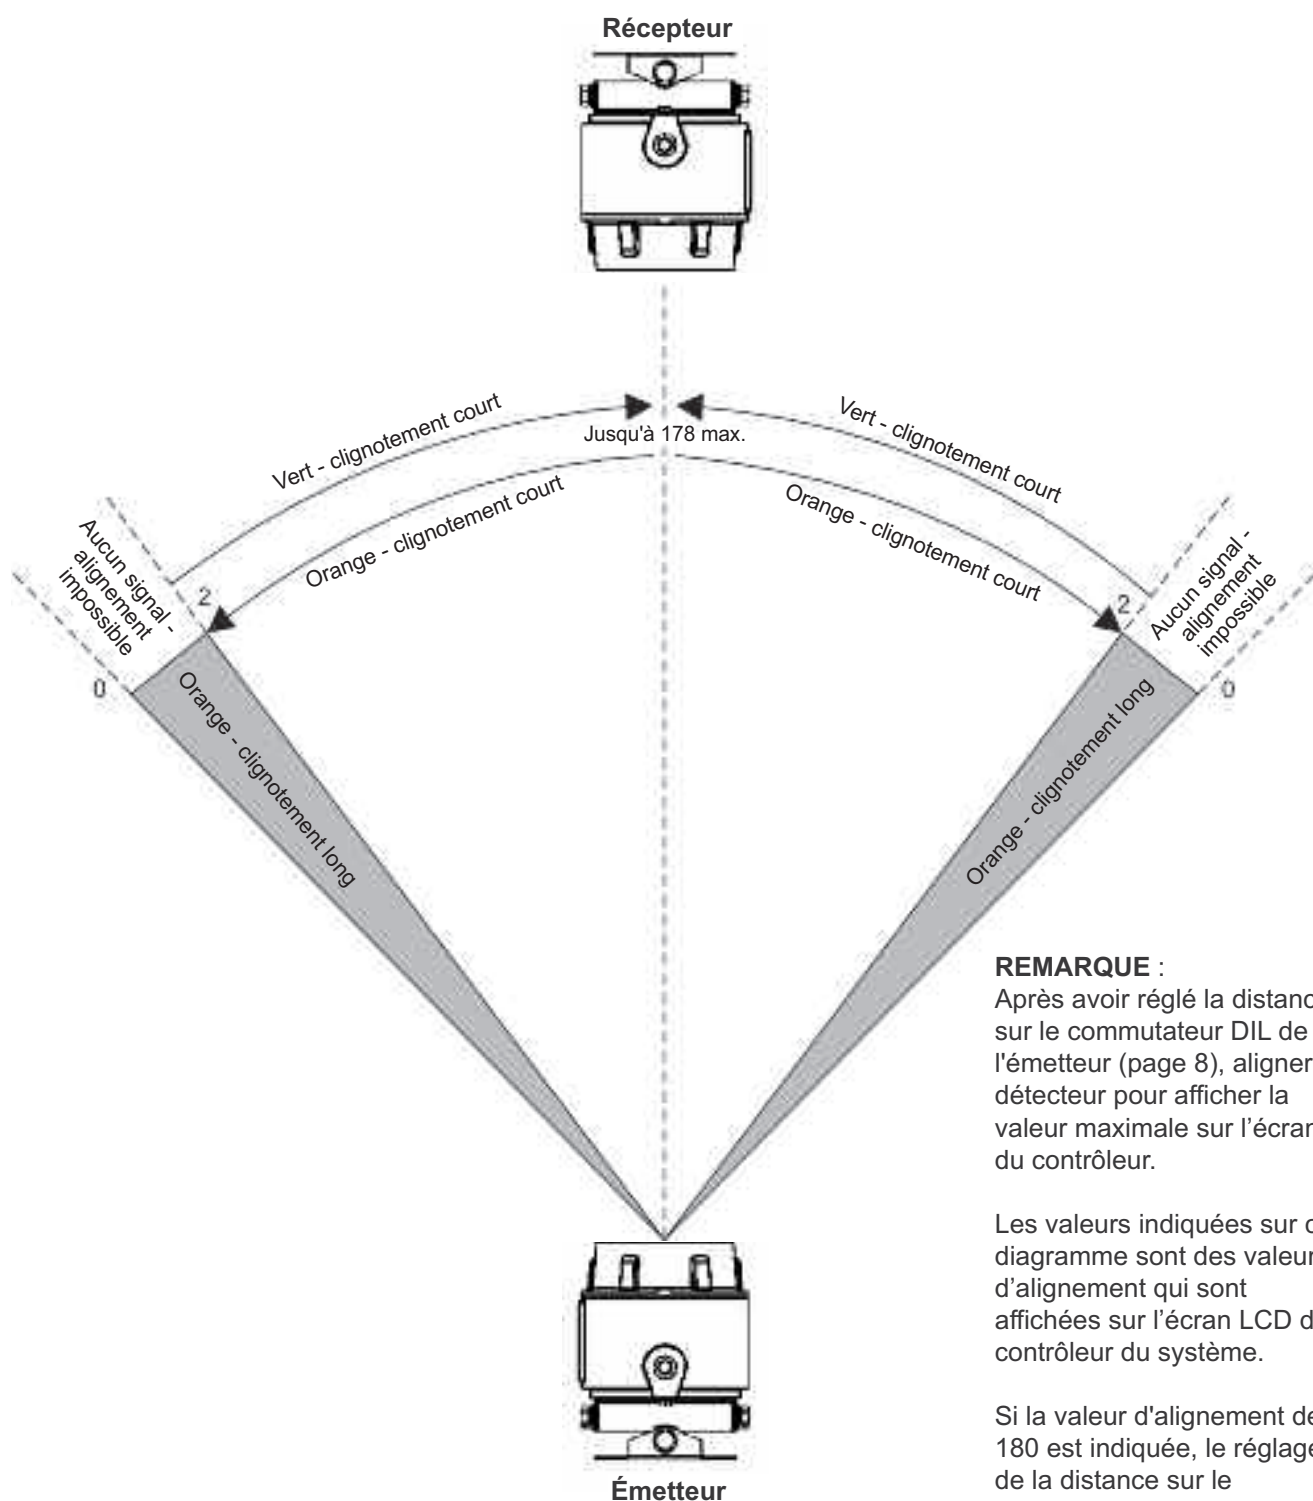 Récepteur
Vert - clignotement court
Vert - clignotement court
Jusqu'à 178 max.
Orange - clignotement court
Orange - clignotement court
Aucun signal -
alignement
impossible
2
0
Aucun signal -
alignement
impossible
2
0
Orange - clignotement long
Orange - clignotement long
REMARQUE :
Après avoir réglé la distanc
sur le commutateur DIL de
l'émetteur (page 8), aligner
détecteur pour afficher la
valeur maximale sur l’écran
du contrôleur.
Les valeurs indiquées sur c
diagramme sont des valeur
d’alignement qui sont
affichées sur l’écran LCD d
contrôleur du système.
Si la valeur d'alignement de
180 est indiquée, le réglage
de la distance sur le
Émetteur